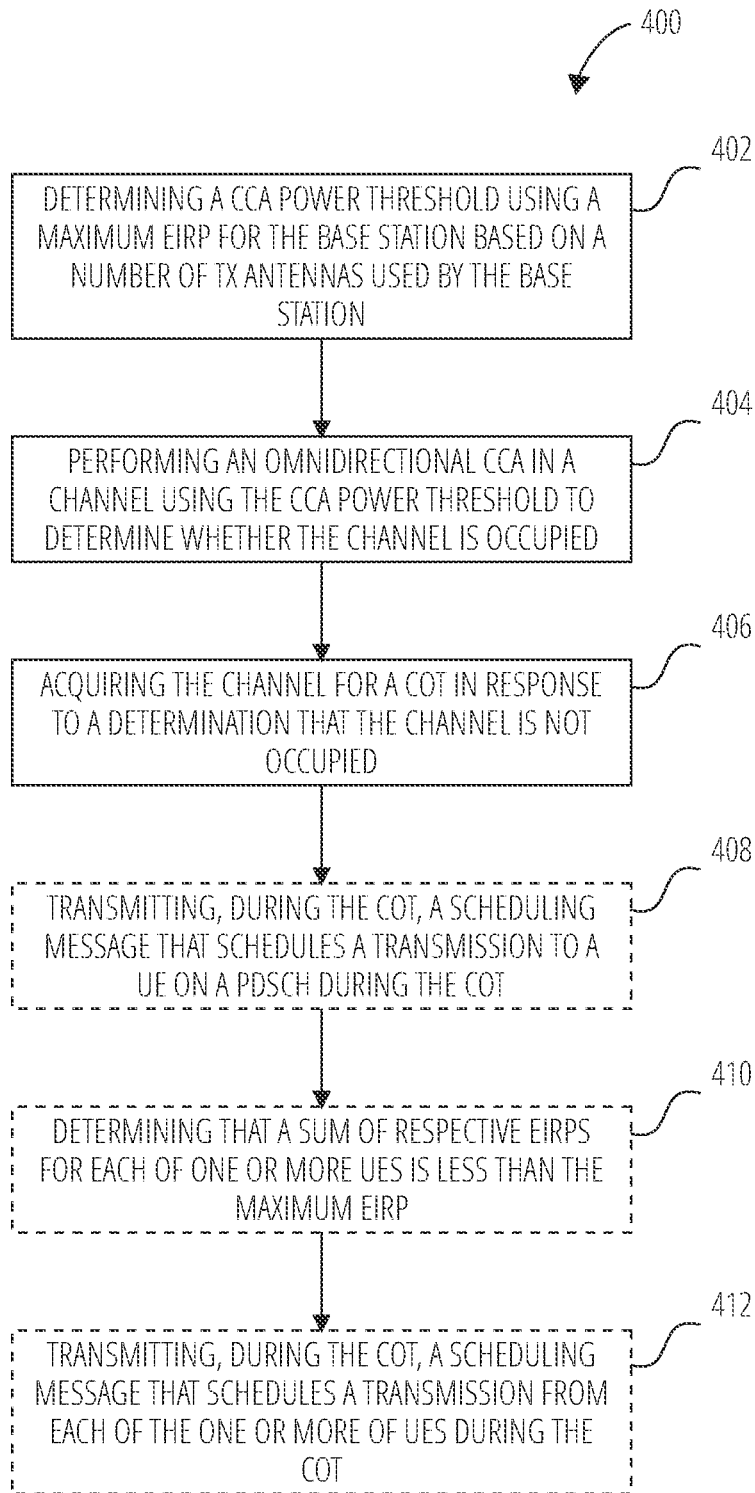 400
402
DETERMINING A CCA POWER THRESHOLD USING A
MAXIMUM EIRP FOR THE BASE STATION BASED ON A
NUMBER OF TX ANTENNAS USED BY THE BASE
STATION
404
PERFORMING AN OMNIDIRECTIONAL CCA IN A
CHANNEL USING THE CCA POWER THRESHOLD TO
DETERMINE WHETHER THE CHANNEL IS OCCUPIED
406
ACQUIRING THE CHANNEL FOR A COT IN RESPONSE
TO A DETERMINATION THAT THE CHANNEL IS NOT
OCCUPIED
408
TRANSMITTING, DURING THE COT, A SCHEDULING
MESSAGE THAT SCHEDULES A TRANSMISSION TO A
UE ON A PDSCH DURING THE COT
410
DETERMINING THAT A SUM OF RESPECTIVE EIRPS
FOR EACH OF ONE OR MORE UES IS LESS THAN THE
MAXIMUM EIRP
412
TRANSMITTING, DURING THE COT, A SCHEDULING
MESSAGE THAT SCHEDULES A TRANSMISSION FROM
EACH OF THE ONE OR MORE OF UES DURING THE
COT